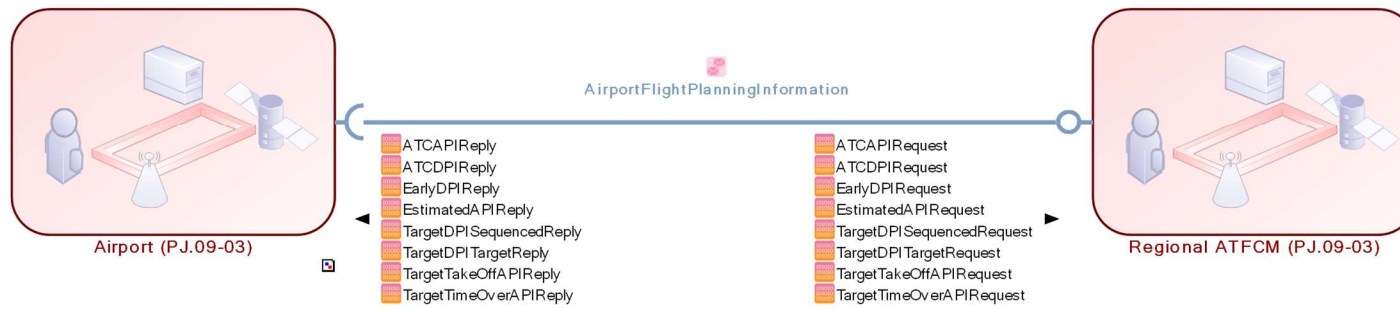 AirportFlightPlanningInformation
ATCAPIReply
ATCDPIReply
EarlyDPIReply
EstimatedAPIReply
TargetDPISequencedReply
TargetDPITargetReply
TargetTakeOffAPIReply
TargetTimeOverAPIReply
ATCAPIRequest
ATCDPIRequest
EarlyDPIRequest
EstimatedAPIRequest
TargetDPISequencedRequest
TargetDPITargetRequest
TargetTakeOffAPIRequest
TargetTimeOverAPIRequest
Airport (PJ.09-03)
Regional ATFCM (PJ.09-03)